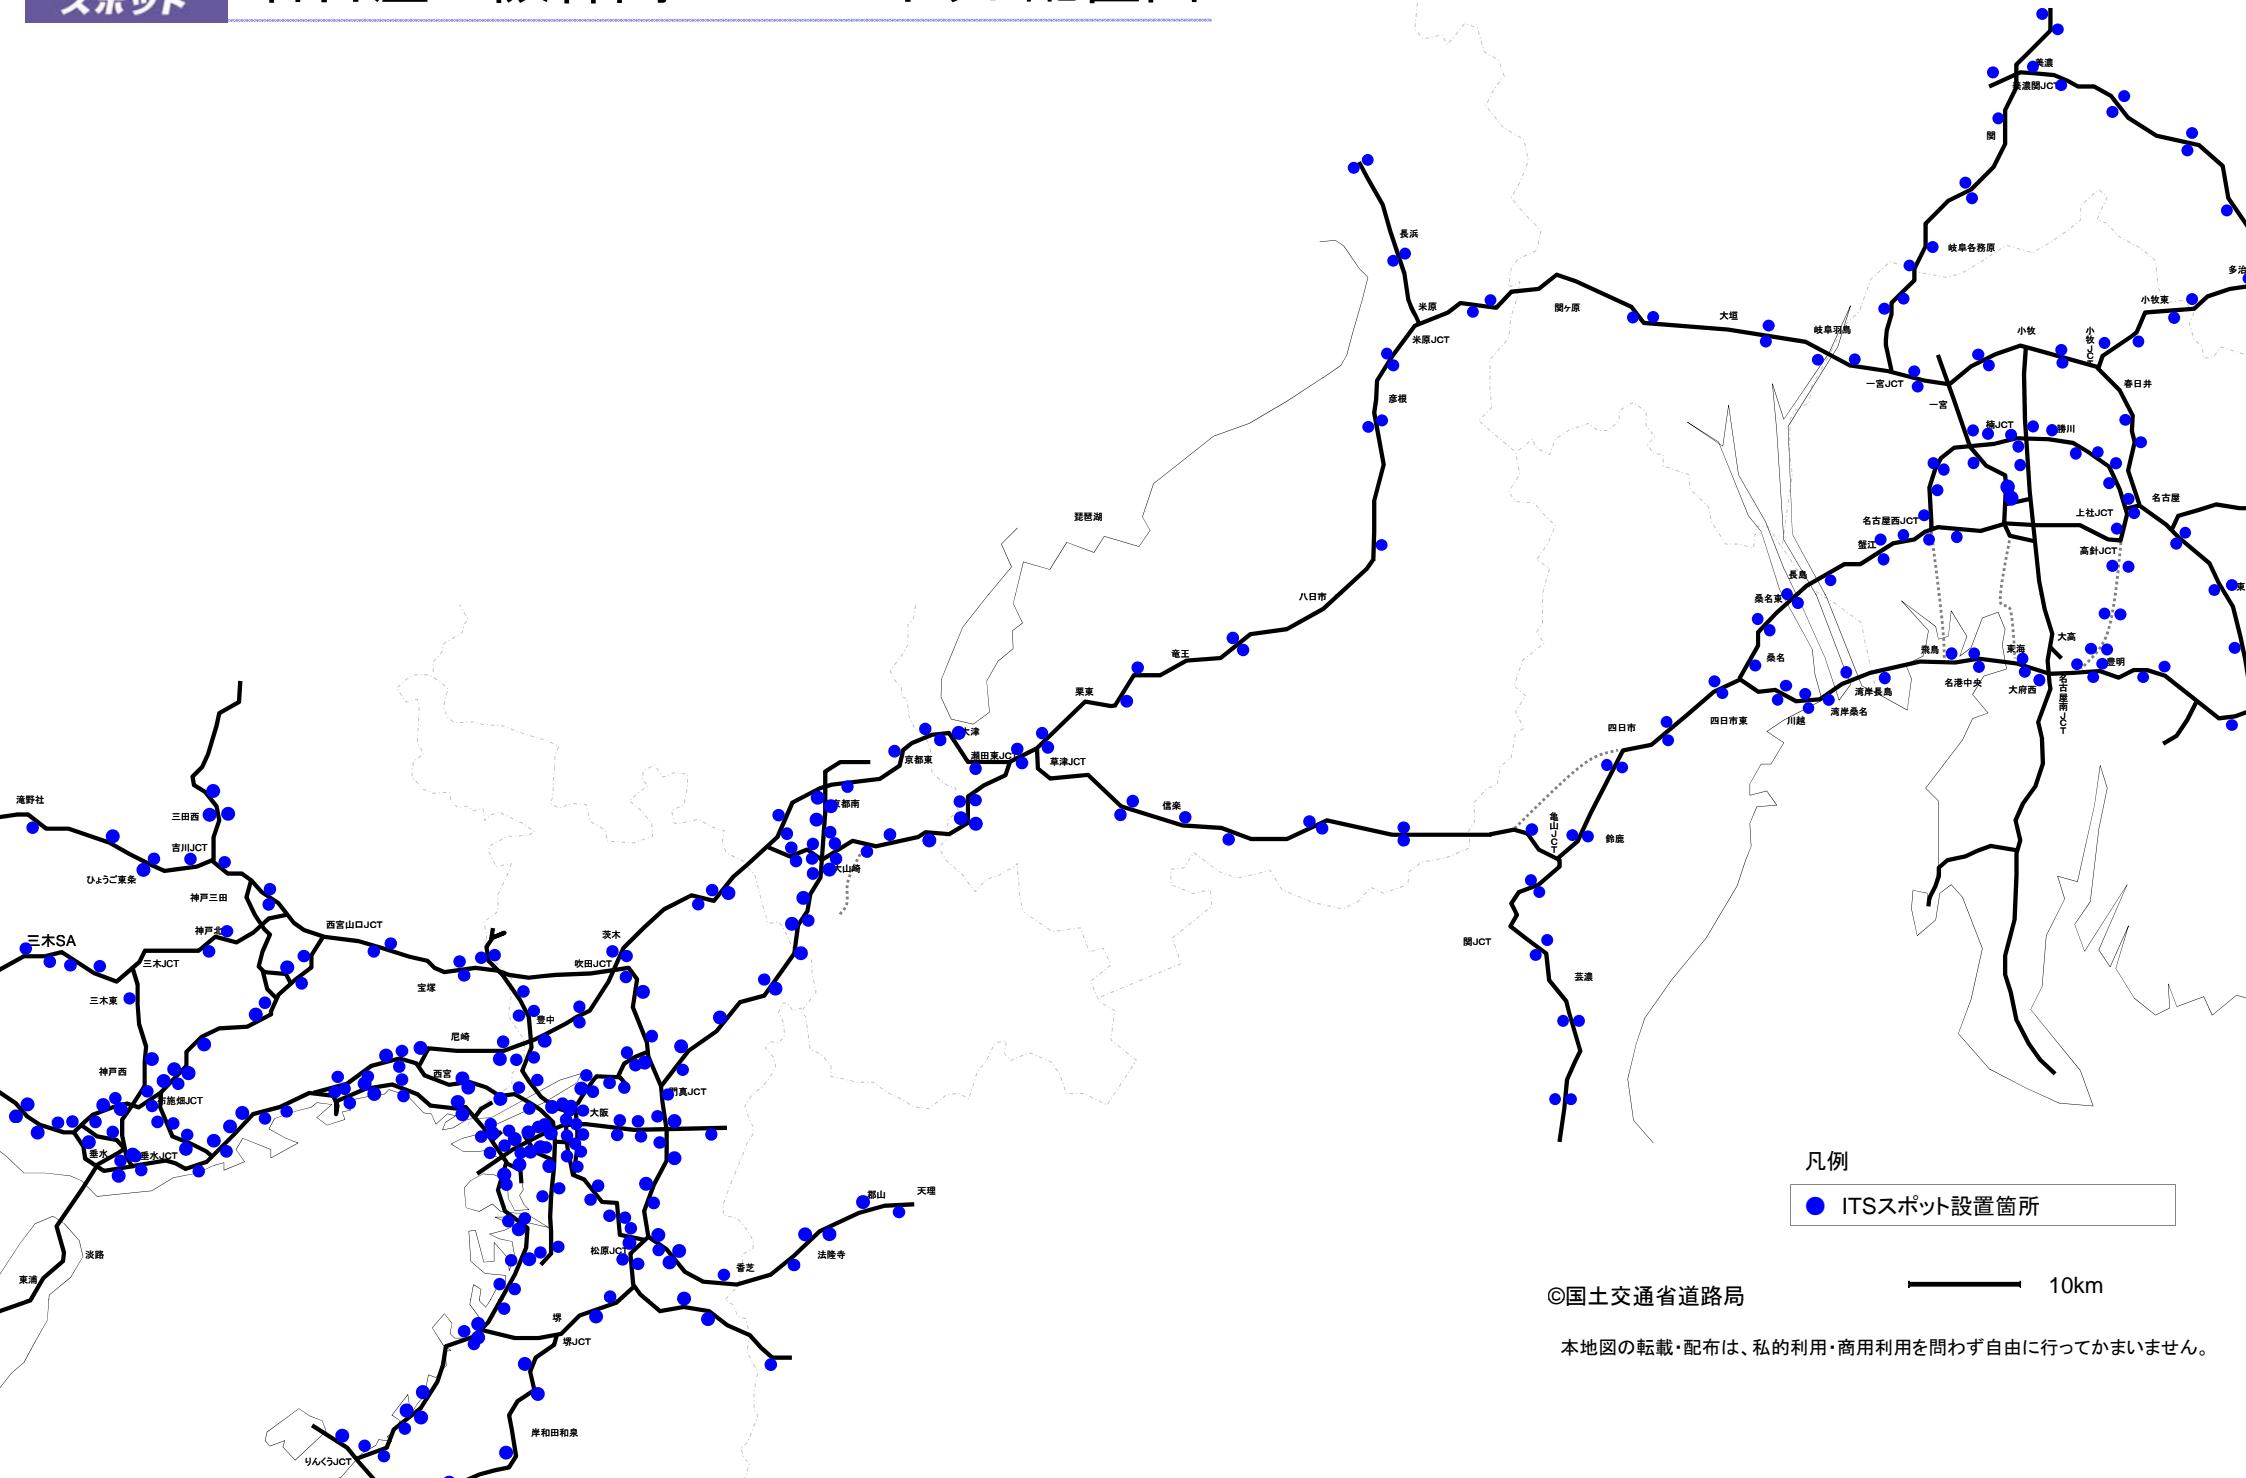 スポット
美濃
美濃関JCT
関
岐阜各務原
長浜
多治
小牧東
米原
関ヶ原
大垣
岐阜羽島
小牧
小牧JCT
米原JCT
一宮JCT
春日井
彦根
一宮
楠JCT
勝川
名古屋
琵琶湖
名古屋西JCT
上社JCT
蟹江
高針JCT
長島
東
八日市
桑名東
大高
竜王
桑名
飛島
東海
豊明
栗東
湾岸長島
名港中央
大府西
名古屋南JCT
四日市
四日市東
川越
湾岸桑名
大津
京都東
瀬田東JCT
草津JCT
滝野社
三田西
京都南
信楽
亀山JCT
鈴鹿
吉川JCT
大山崎
ひょうご東条
神戸三田
神戸北
西宮山口JCT
茨木
三木SA
関JCT
三木JCT
吹田JCT
芸濃
宝塚
三木東
豊中
尼崎
神戸西
西宮
布施畑JCT
門真JCT
大阪
垂水
垂水JCT
凡例
郡山
天理
ITSスポット設置箇所
淡路
松原JCT
法隆寺
香芝
東浦
10km
©国土交通省道路局
堺
堺JCT
本地図の転載・配布は、私的利用・商用利用を問わず自由に行ってかまいません。
岸和田和泉
りんくうJCT